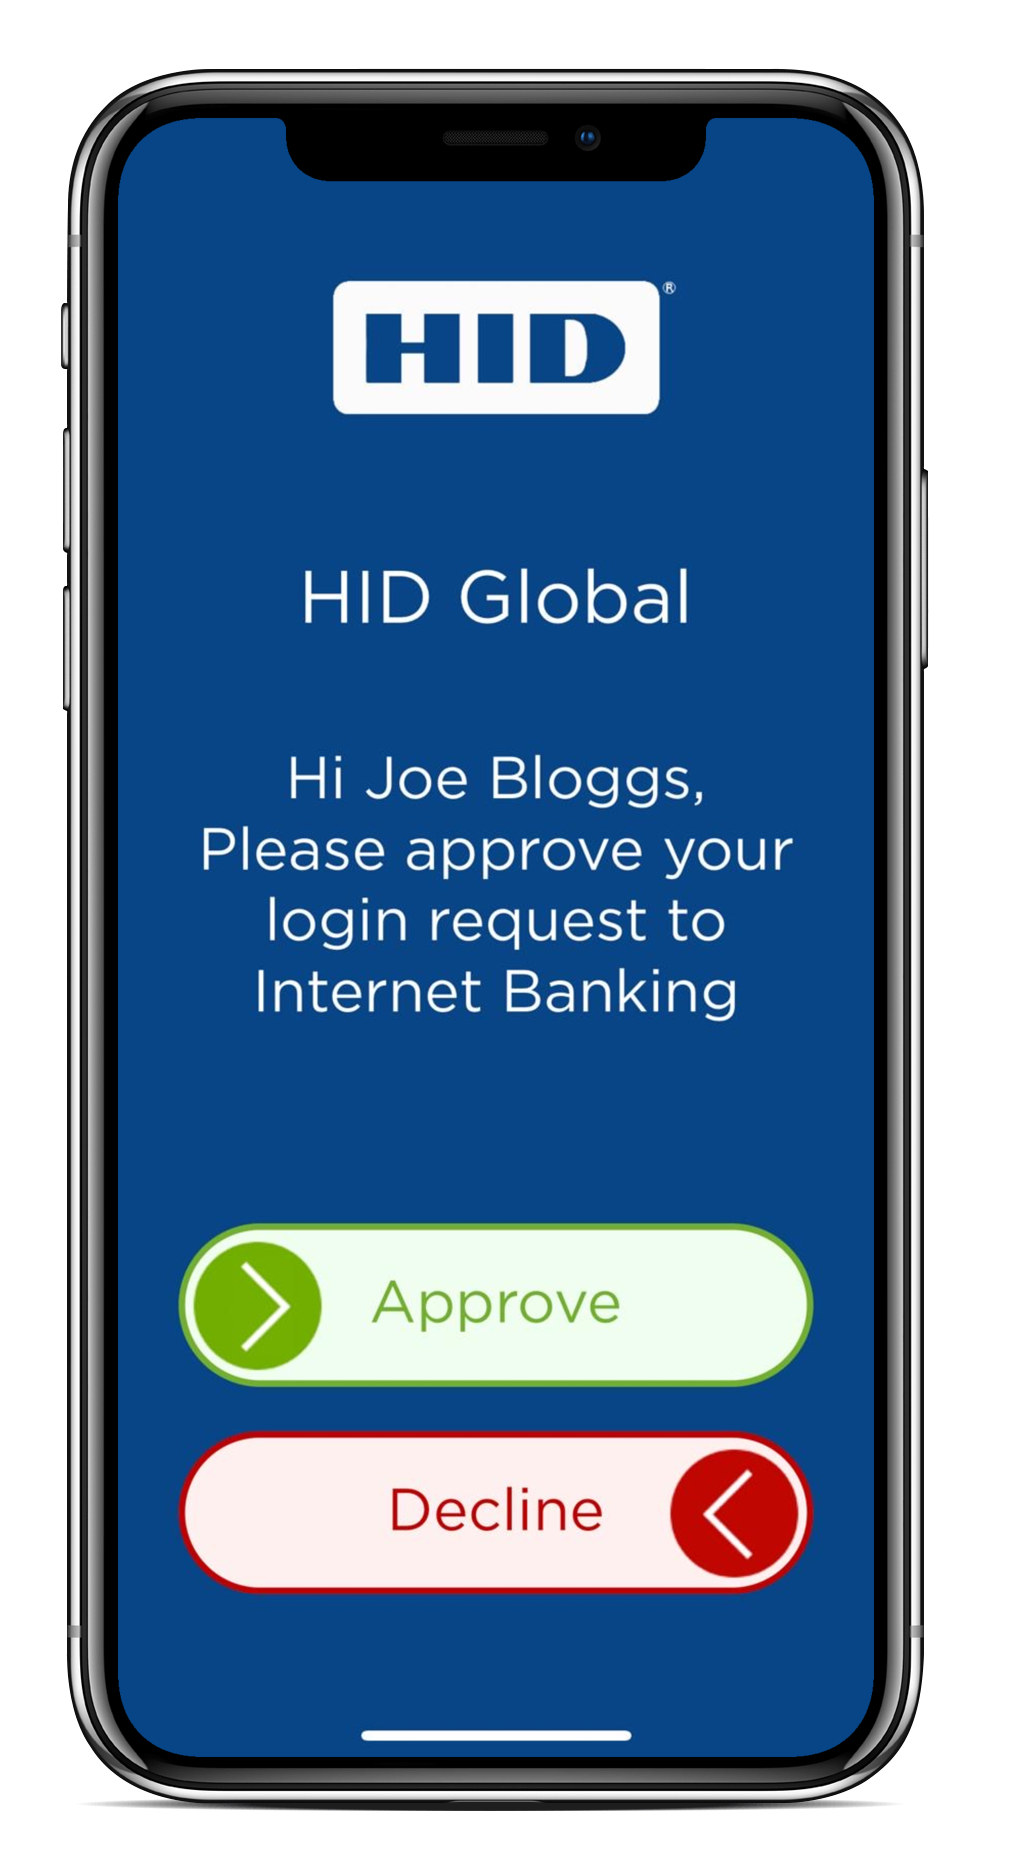 HID®
HID Global
Hi Joe Bloggs,
Please approve your
login request to
Internet Banking
Approve
Decline